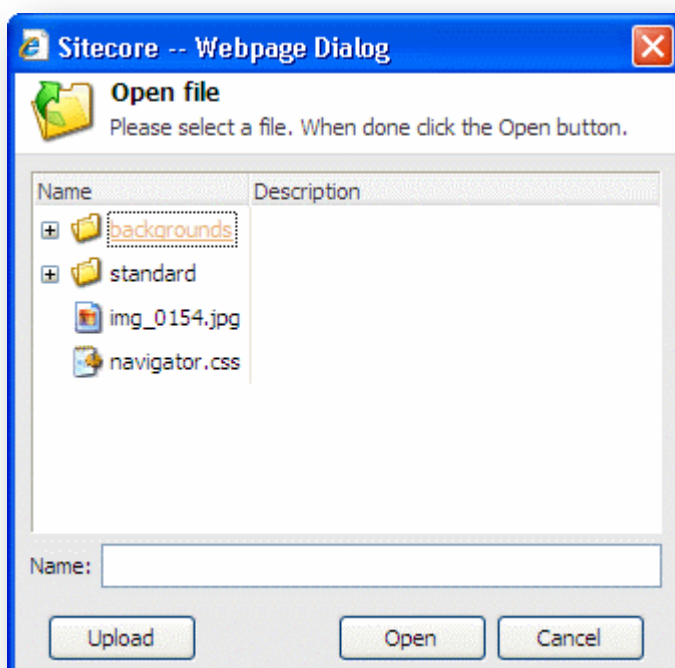 Sitecore -- Webpage Dialog
Open file
Please select a file. When done click the Open button.
Name Description
backgrounds
standard
img_0154.jpg
navigator.css
Name:
Upload Open Cancel